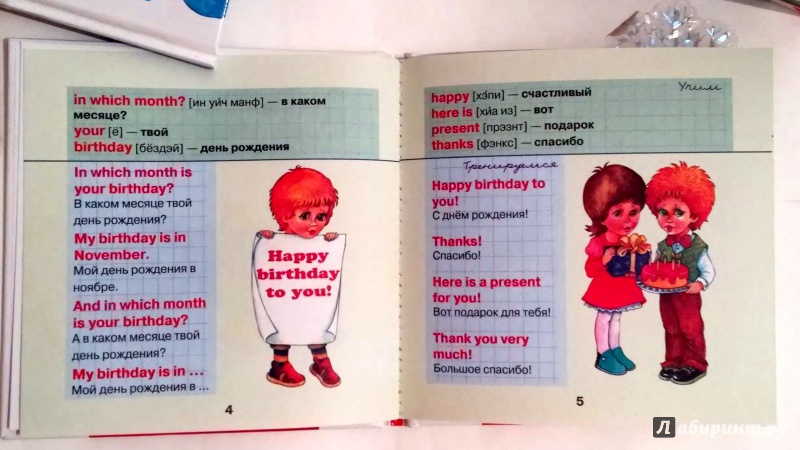 in which month? [ин уйч манф] — в каком
месяце?
your [ё] — твой
birthday [бёздэй] — день рождения
In which month is
your birthday?
В каком месяце твой
день рождения?
My birthday is in
November.
Мой день рождения в
ноябре.
And in which month
is your birthday?
А в каком месяце твой
день рождения?
My birthday is in ...
Мой день рождения в ...
Happy
birthday
to you!
4
Учим
happy [хэ́пи] — счастливый
here is [хи́а из] — вот
present [прэзнт] — подарок
thanks [фэнкс] — спасибо
Тренируемся
Happy birthday to
you!
С днём рождения!
Thanks!
Спасибо!
Here is a present
for you!
Вот подарок для тебя!
Thank you very
much!
Большое спасибо!
5
Лабиринт.ру